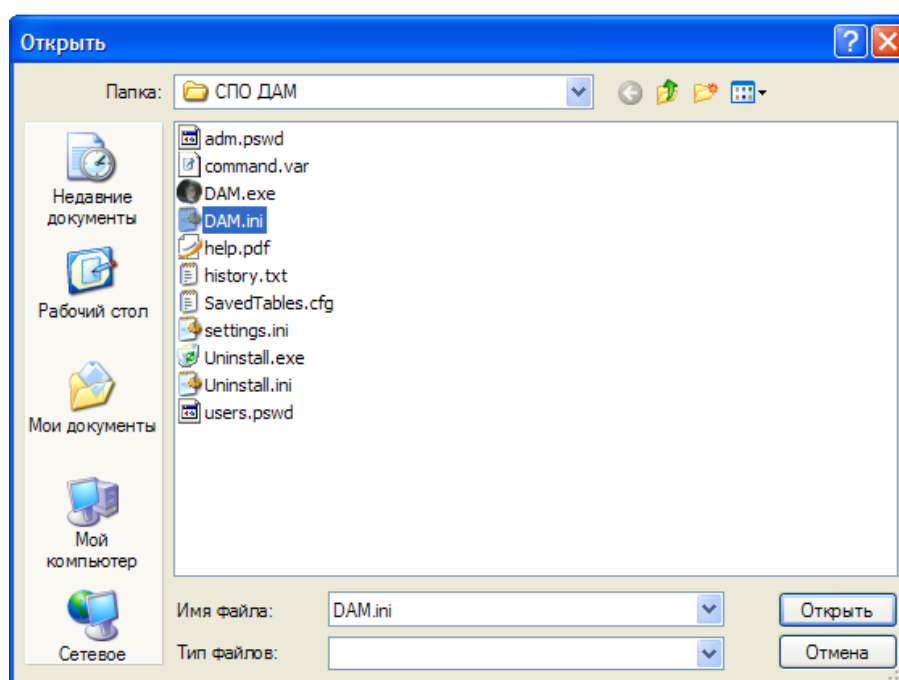 Открыть
Папка: СПО ДАМ
adm.pswd
command.var
DAM.exe
DAM.ini
help.pdf
history.txt
SavedTables.cfg
settings.ini
Uninstall.exe
Uninstall.ini
users.pswd
Недавние
документы
Рабочий стол
Мои документы
Мой
компьютер
Сетевое
Имя файла: DAM.ini Открыть
Тип файлов: Отмена